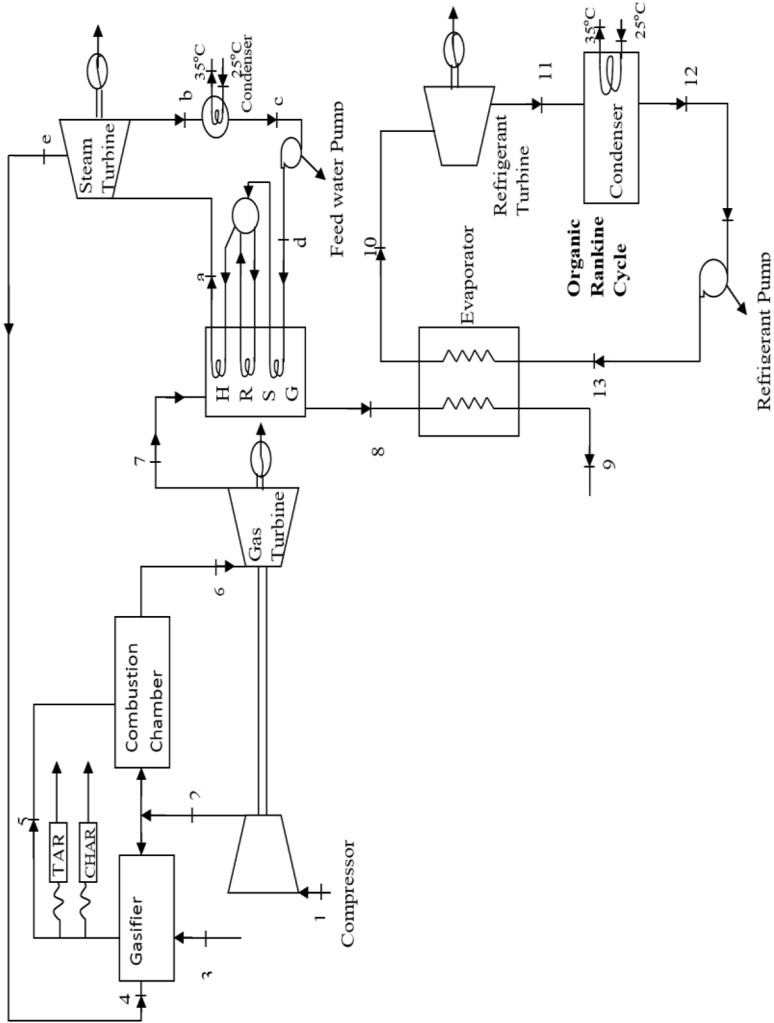 e
Steam
Turbine
b
35°C
25°C
Condenser
c
Feed water Pump
d
a
H
R
S
G
7
Gas
Turbine
6
Combustion
Chamber
5
TAR
CHAR
2
Gasifier
4
3
1
Compressor
8
9
Evaporator
10
Refrigerant
Turbine
11
35°C
25°C
Condenser
12
Organic
Rankine
Cycle
13
Refrigerant Pump